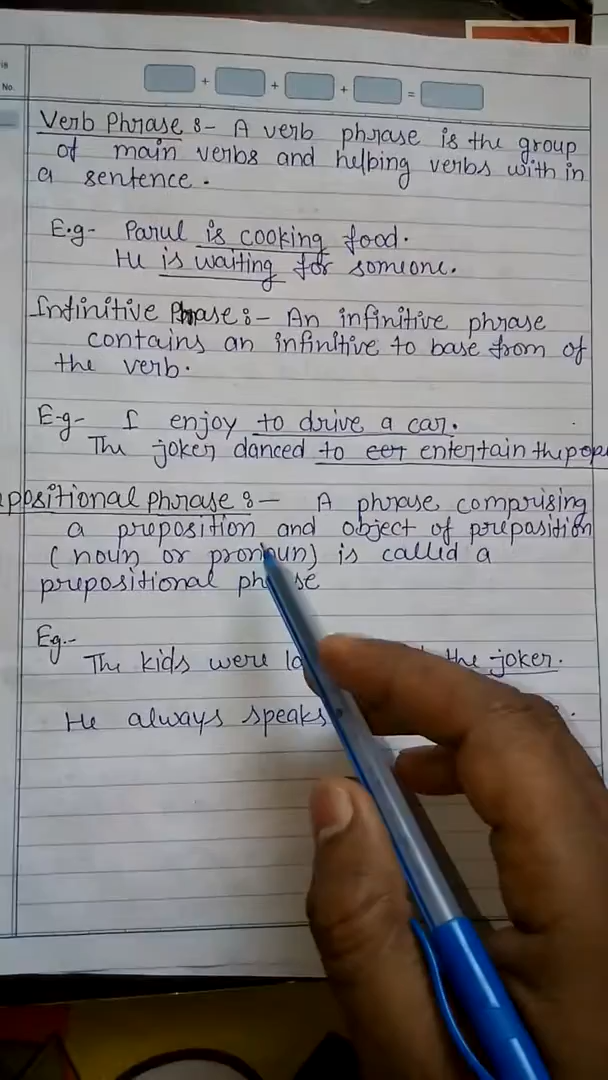 No.
+ + + =
Verb Phrase :- A verb phrase is the group
of main verbs and helping verbs with in
a sentence.
E.g- Parul is cooking food.
He is waiting for someone.
Infinitive Phrase :- An infinitive phrase
contains an infinitive to base from of
the verb.
E-g- I enjoy to drive a car.
The joker danced to entertain the
positional phrase :- A phrase comprising
a preposition and object of preposition
(noun or pronoun) is called a
prepositional phrase
Eg.-
The kids were the joker.
He always speaks